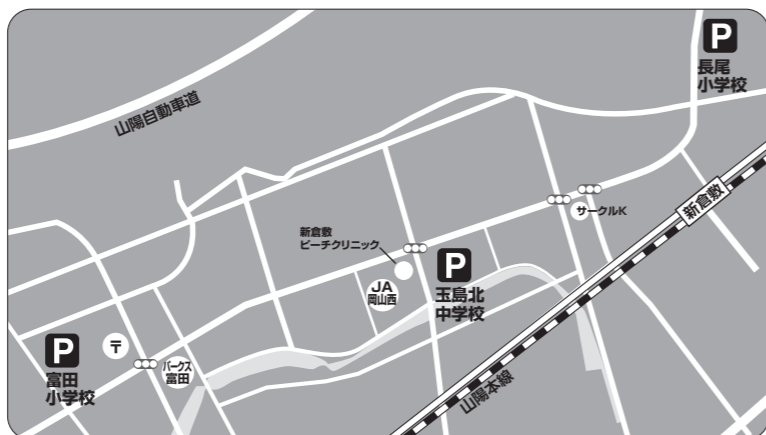 P
長尾
小学校
山陽自動車道
新倉敷
サークルK
新倉敷
ピーチクリニック
P
玉島北
中学校
JA
岡山西
P
富田
小学校
〒
パークス
富田
山陽本線